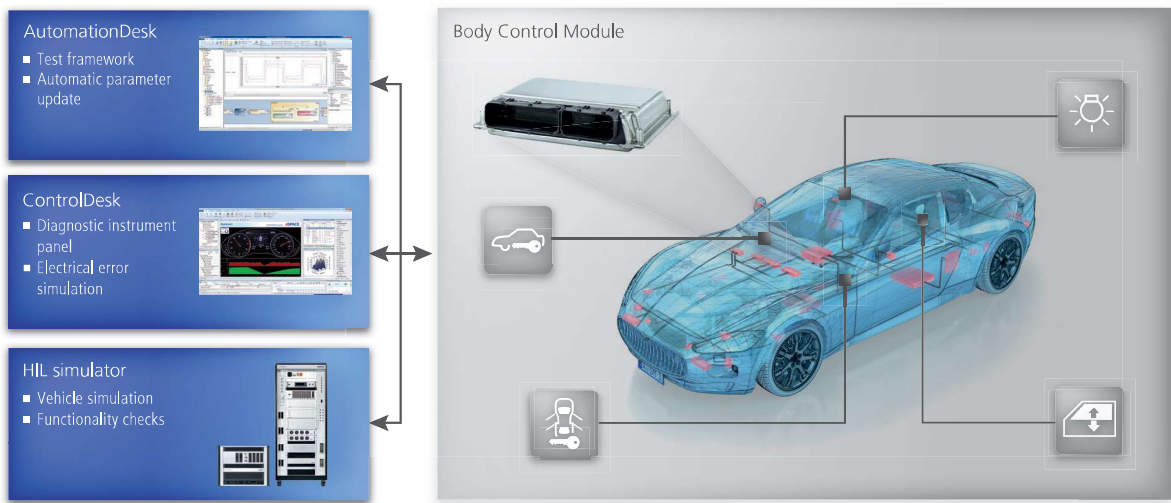 AutomationDesk
■ Test framework
■ Automatic parameter
update
ControlDesk
■ Diagnostic instrument
panel
■ Electrical error
simulation
HIL simulator
■ Vehicle simulation
■ Functionality checks
Body Control Module